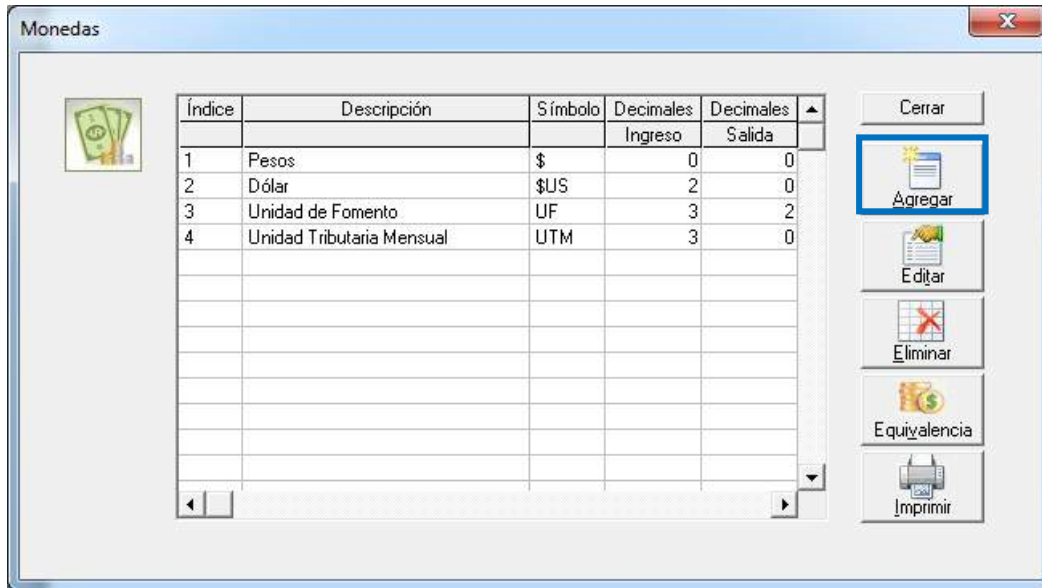 Monedas
Índice Descripción Símbolo Decimales Decimales
Ingreso Salida
1 Pesos $ 0 0
2 Dólar $US 2 0
3 Unidad de Fomento UF 3 2
4 Unidad Tributaria Mensual UTM 3 0
Cerrar
Agregar
Editar
Eliminar
Equivalencia
Imprimir